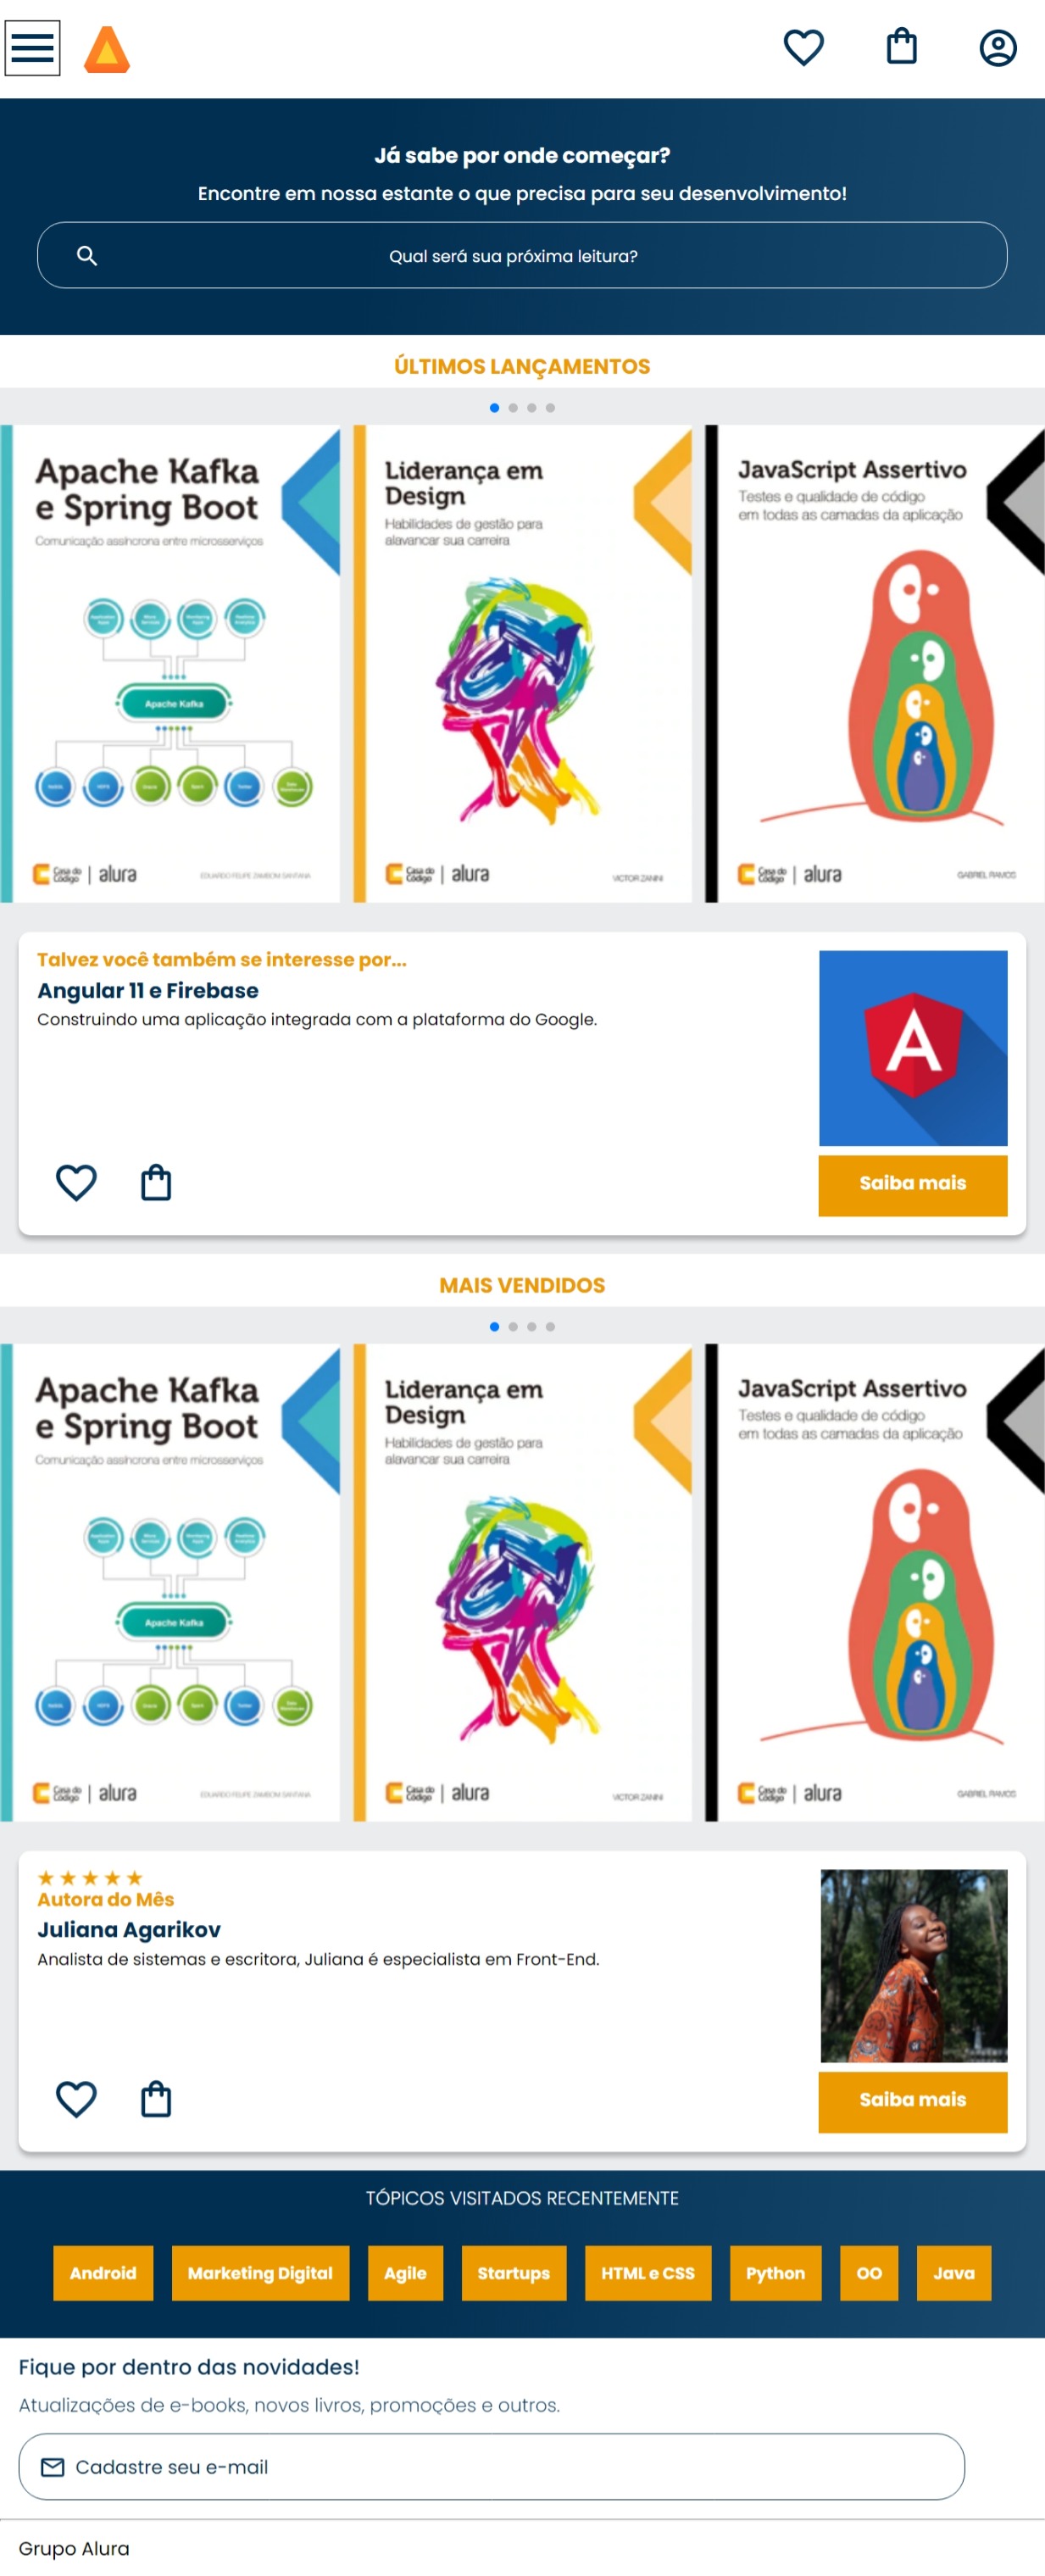 Já sabe por onde começar?
Encontre em nossa estante o que precisa para seu desenvolvimento!
Qual será sua próxima leitura?
ÚLTIMOS LANÇAMENTOS
Apache Kafka
e Spring Boot
Comunicação assíncrona entre microsserviços
Apache Kafka
Casa do
Código
alura
EDUARDO FELIPE ZAMBOM SANTANA
Liderança em
Design
Habilidades de gestão para
alavancar sua carreira
Casa do
Código
alura
VICTOR ZANINI
JavaScript Assertivo
Testes e qualidade de código
em todas as camadas da aplicação
Casa do
Código
alura
GABRIEL RAMOS
Talvez você também se interesse por...
Angular 11 e Firebase
Construindo uma aplicação integrada com a plataforma do Google.
A
Saiba mais
MAIS VENDIDOS
Apache Kafka
e Spring Boot
Comunicação assíncrona entre microsserviços
Apache Kafka
Casa do
Código
alura
EDUARDO FELIPE ZAMBOM SANTANA
Liderança em
Design
Habilidades de gestão para
alavancar sua carreira
Casa do
Código
alura
VICTOR ZANINI
JavaScript Assertivo
Testes e qualidade de código
em todas as camadas da aplicação
Casa do
Código
alura
GABRIEL RAMOS
Autora do Mês
Juliana Agarikov
Analista de sistemas e escritora, Juliana é especialista em Front-End.
Saiba mais
TÓPICOS VISITADOS RECENTEMENTE
Android
Marketing Digital
Agile
Startups
HTML e CSS
Python
OO
Java
Fique por dentro das novidades!
Atualizações de e-books, novos livros, promoções e outros.
Cadastre seu e-mail
Grupo Alura